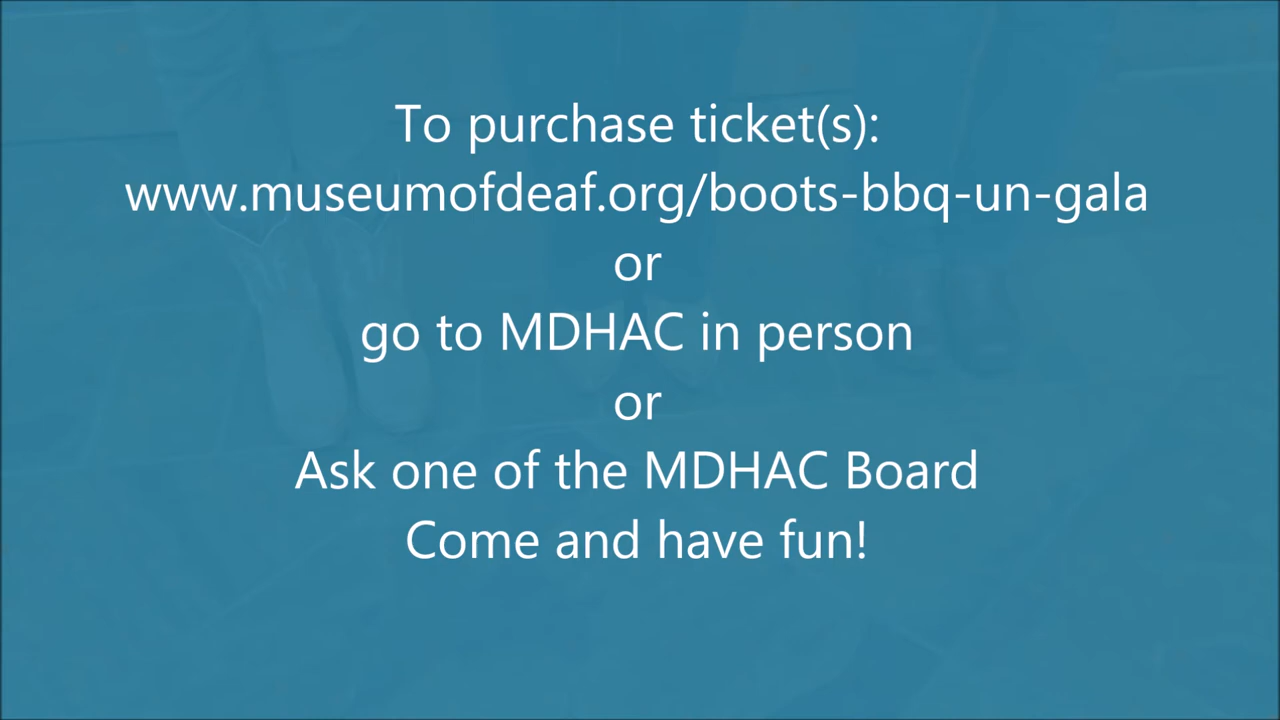 To purchase ticket(s):
www.museumofdeaf.org/boots-bbq-un-gala
or
go to MDHAC in person
or
Ask one of the MDHAC Board
Come and have fun!